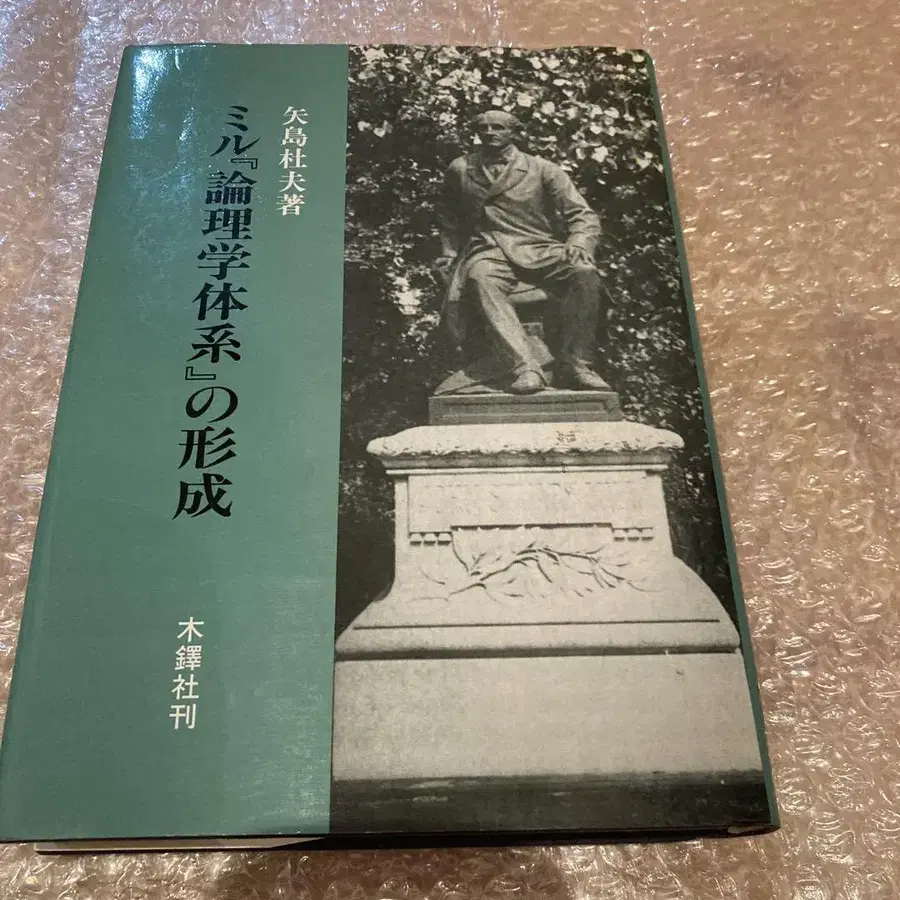 矢島杜夫著
ミル『論理学体系』の形成
木鐸社刊